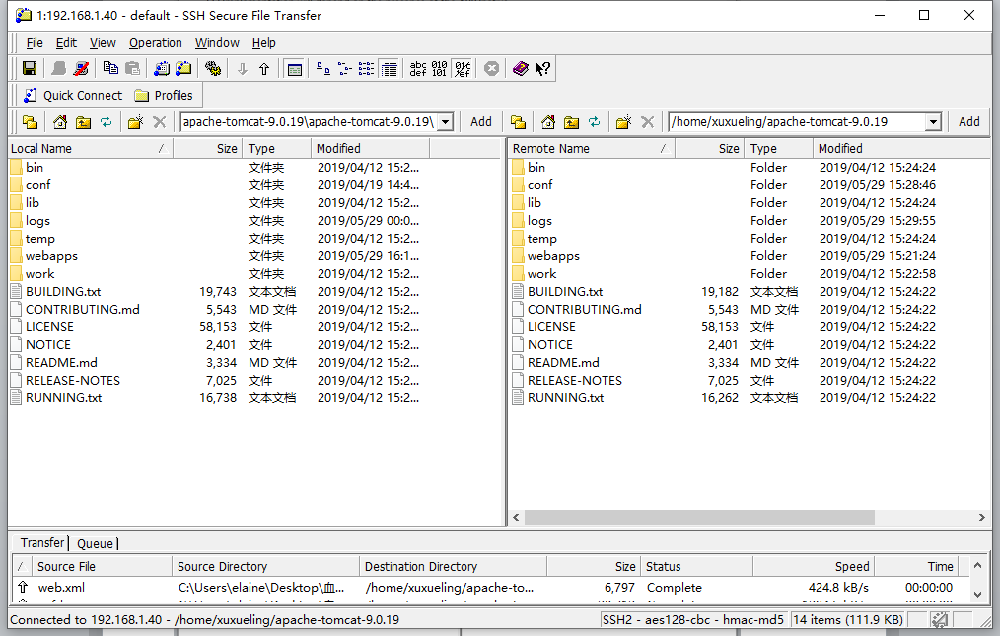 1:192.168.1.40 - default - SSH Secure File Transfer
File Edit View Operation Window Help
abc def 010 101
Quick Connect Profiles
apache-tomcat-9.0.19\apache-tomcat-9.0.19\ Add /home/xuxueling/apache-tomcat-9.0.19 Add
Local Name / Size Type Modified Remote Name / Size Type Modified
bin 文件夹 2019/04/12 15:2... bin Folder 2019/04/12 15:24:24
conf 文件夹 2019/04/19 14:4... conf Folder 2019/05/29 15:28:46
lib 文件夹 2019/04/12 15:2... lib Folder 2019/04/12 15:24:24
logs 文件夹 2019/05/29 00:0... logs Folder 2019/05/29 15:29:55
temp 文件夹 2019/04/12 15:2... temp Folder 2019/04/12 15:24:24
webapps 文件夹 2019/05/29 16:1... webapps Folder 2019/05/29 15:21:24
work 文件夹 2019/04/12 15:2... work Folder 2019/04/12 15:22:58
BUILDING.txt 19,743 文本文档 2019/04/12 15:2... BUILDING.txt 19,182 文本文档 2019/04/12 15:24:22
CONTRIBUTING.md 5,543 MD 文件 2019/04/12 15:2... CONTRIBUTING.md 5,543 MD 文件 2019/04/12 15:24:22
LICENSE 58,153 文件 2019/04/12 15:2... LICENSE 58,153 文件 2019/04/12 15:24:22
NOTICE 2,401 文件 2019/04/12 15:2... NOTICE 2,401 文件 2019/04/12 15:24:22
README.md 3,334 MD 文件 2019/04/12 15:2... README.md 3,334 MD 文件 2019/04/12 15:24:22
RELEASE-NOTES 7,025 文件 2019/04/12 15:2... RELEASE-NOTES 7,025 文件 2019/04/12 15:24:22
RUNNING.txt 16,738 文本文档 2019/04/12 15:2... RUNNING.txt 16,262 文本文档 2019/04/12 15:24:22
Transfer Queue
/ Source File Source Directory Destination Directory Size Status Speed Time
web.xml C:\Users\elaine\Desktop\血... /home/xuxueling/apache-to... 6,797 Complete 424.8 kB/s 00:00:00
Connected to 192.168.1.40 - /home/xuxueling/apache-tomcat-9.0.19 SSH2 - aes128-cbc - hmac-md5 14 items (111.9 KB)